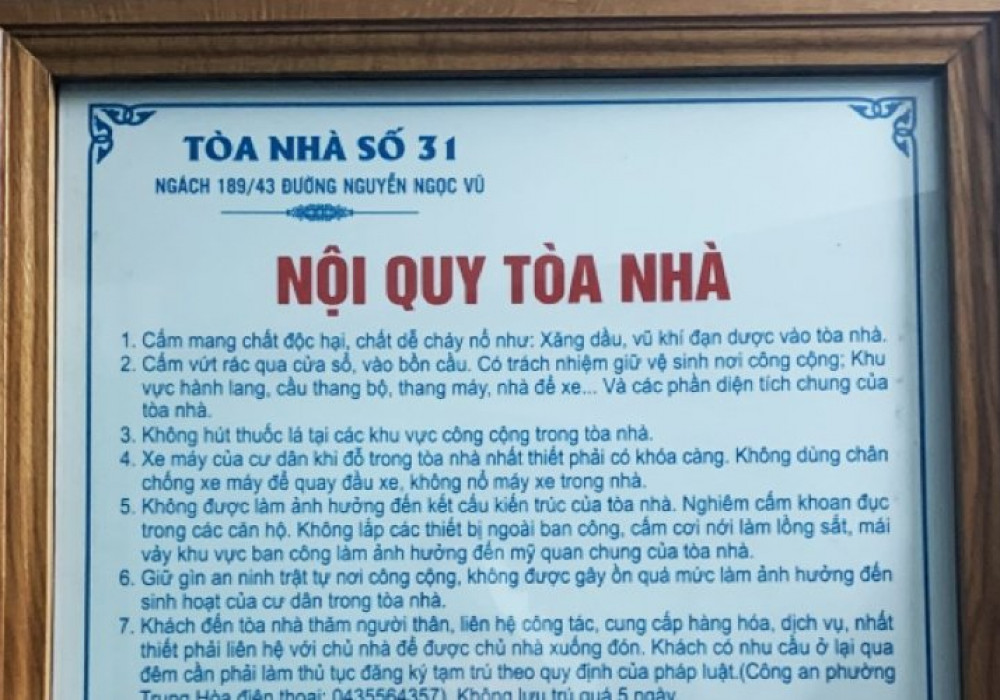 TÒA NHÀ SỐ 31
NGÁCH 189/43 ĐƯỜNG NGUYỄN NGỌC VŨ
NỘI QUY TÒA NHÀ
1. Cấm mang chất độc hại, chất dễ cháy nổ như: Xăng dầu, vũ khí đạn dược vào tòa nhà.
2. Cấm vứt rác qua cửa sổ, vào bồn cầu. Có trách nhiệm giữ vệ sinh nơi công cộng; Khu
vực hành lang, cầu thang bộ, thang máy, nhà để xe... Và các phần diện tích chung của
tòa nhà.
3. Không hút thuốc lá tại các khu vực công cộng trong tòa nhà.
4. Xe máy của cư dân khi đỗ trong tòa nhà nhất thiết phải có khóa càng. Không dùng chân
chống xe máy để quay đầu xe, không nổ máy xe trong nhà.
5. Không được làm ảnh hưởng đến kết cấu kiến trúc của tòa nhà. Nghiêm cấm khoan đục
trong các căn hộ. Không lắp các thiết bị ngoài ban công, cấm cơi nới làm lồng sắt, mái
vảy khu vực ban công làm ảnh hưởng đến mỹ quan chung của tòa nhà.
6. Giữ gìn an ninh trật tự nơi công cộng, không được gây ồn quá mức làm ảnh hưởng đến
sinh hoạt của cư dân trong tòa nhà.
7. Khách đến tòa nhà thăm người thân, liên hệ công tác, cung cấp hàng hóa, dịch vụ, nhất
thiết phải liên hệ với chủ nhà để được chủ nhà xuống đón. Khách có nhu cầu ở lại qua
đêm cần phải làm thủ tục đăng ký tạm trú theo quy định của pháp luật.(Công an phường
Trung Hòa điện thoại: 0435564357). Không lưu trú quá 5 ngày